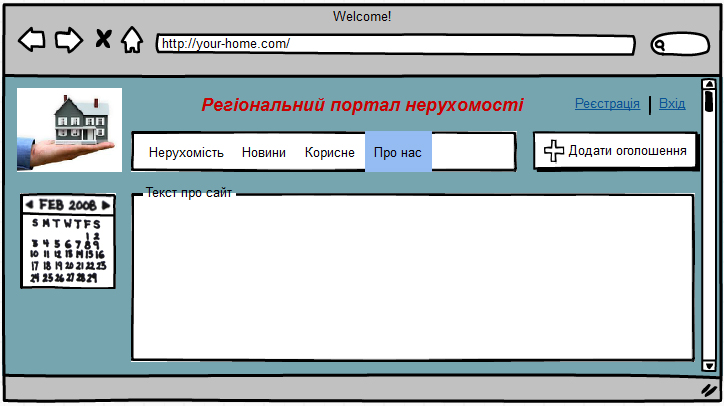 Welcome!
http://your-home.com/
Регіональний портал нерухомості
Реєстрація
Вхід
Нерухомість Новини Корисне Про нас
Додати оголошення
FEB 2008
S M T W T F S
1 2
3 4 5 6 7 8 9
10 11 12 13 14 15 16
17 18 19 20 21 22 23
24 25 26 27 28 29
Текст про сайт